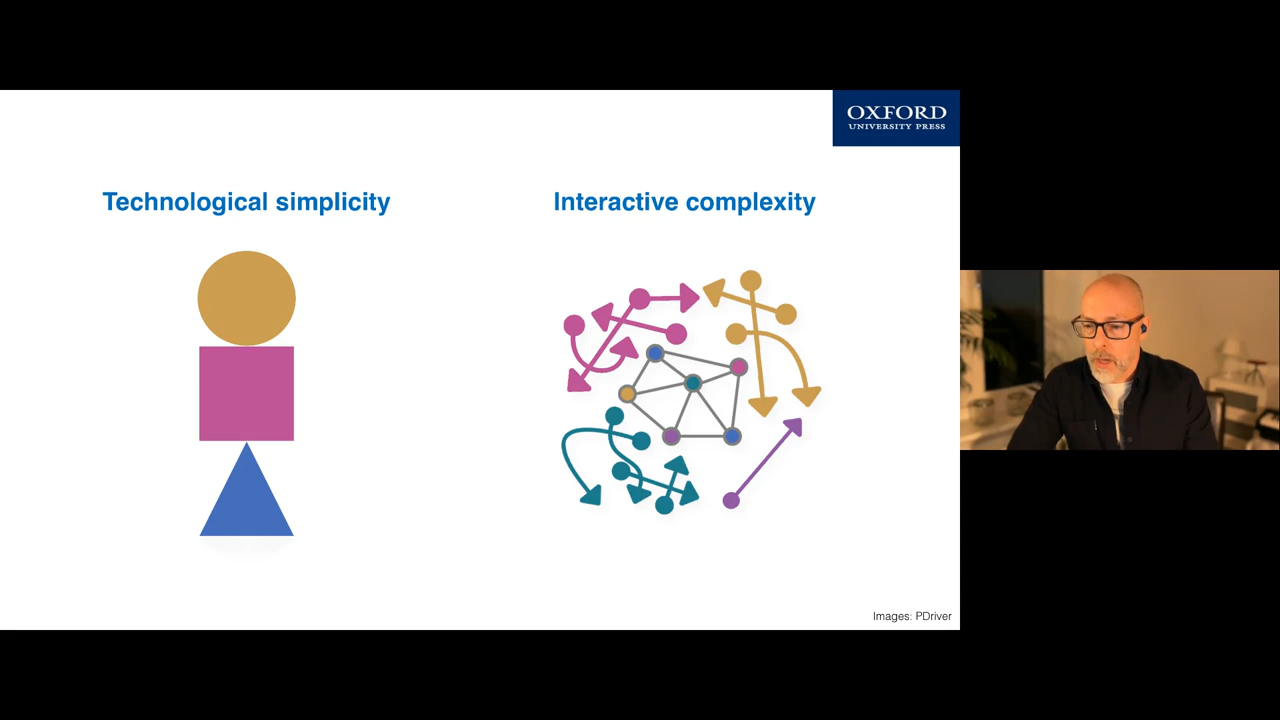 OXFORD
UNIVERSITY PRESS
Technological simplicity
Interactive complexity
Images: PDriver